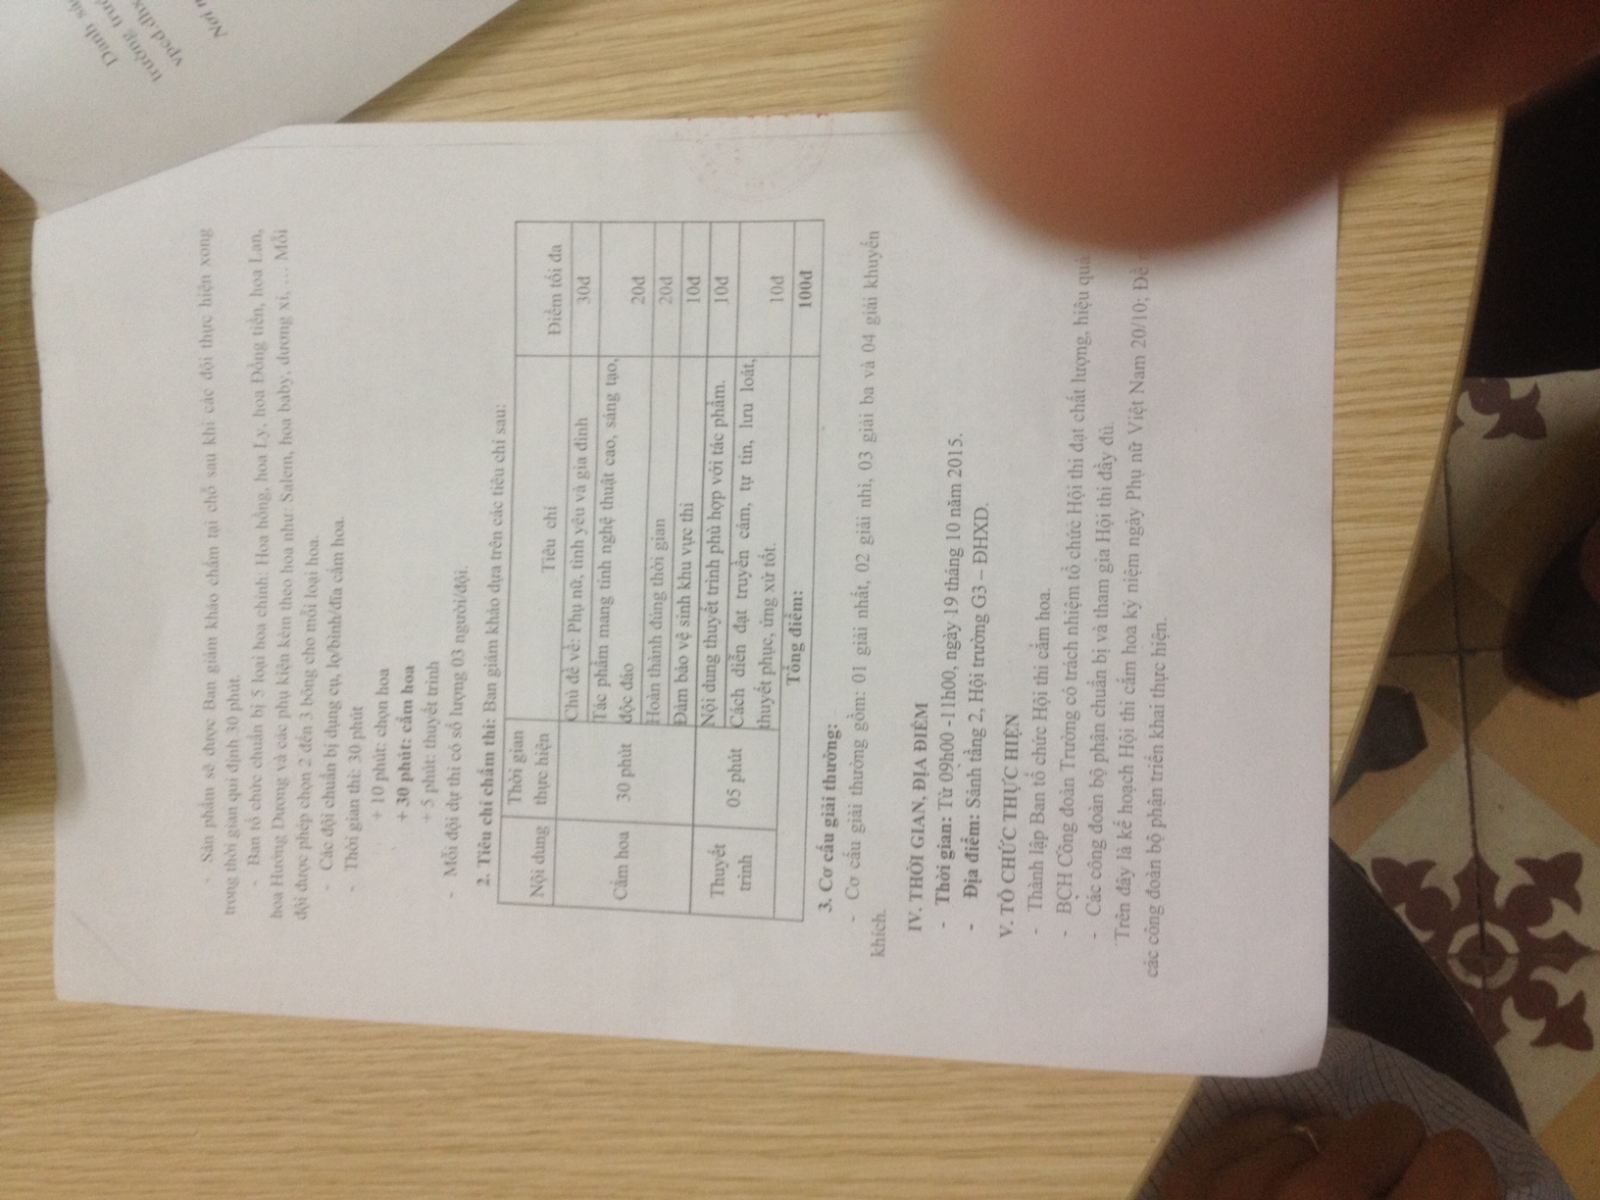 Danh sá
trưởng trư
vpcd.dhx
Nơi n
- Sản phẩm sẽ được Ban giám khảo chấm tại chỗ sau khi các đội thực hiện xong
trong thời gian qui định 30 phút.
- Ban tổ chức chuẩn bị 5 loại hoa chính: Hoa hồng, hoa Ly, hoa Đồng tiền, hoa Lan,
hoa Hướng Dương và các phụ kiện kèm theo hoa như: Salem, hoa baby, dương xỉ, ... Mỗi
đội được phép chọn 2 đến 3 bông cho mỗi loại hoa.
- Các đội chuẩn bị dụng cụ, lọ/bình/đĩa cắm hoa.
- Thời gian thi: 30 phút
+ 10 phút: chọn hoa
+ 30 phút: cắm hoa
+ 5 phút: thuyết trình
- Mỗi đội dự thi có số lượng 03 người/đội.
2. Tiêu chí chấm thi: Ban giám khảo dựa trên các tiêu chí sau:
Nội dung Thời gian thực hiện Tiêu chí Điểm tối đa
Cắm hoa 30 phút Chủ đề về: Phụ nữ, tình yêu và gia đình 30đ
Tác phẩm mang tính nghệ thuật cao, sáng tạo,
độc đáo 20đ
Hoàn thành đúng thời gian 20đ
Đảm bảo vệ sinh khu vực thi 10đ
Thuyết trình 05 phút Nội dung thuyết trình phù hợp với tác phẩm. 10đ
Cách diễn đạt truyền cảm, tự tin, lưu loát,
thuyết phục, ứng xử tốt. 10đ
Tổng điểm: 100đ
3. Cơ cấu giải thưởng:
- Cơ cấu giải thưởng gồm: 01 giải nhất, 02 giải nhì, 03 giải ba và 04 giải khuyến
khích.
IV. THỜI GIAN, ĐỊA ĐIỂM
- Thời gian: Từ 09h00 -11h00, ngày 19 tháng 10 năm 2015.
- Địa điểm: Sảnh tầng 2, Hội trường G3 – ĐHXD.
V. TỔ CHỨC THỰC HIỆN
- Thành lập Ban tổ chức Hội thi cắm hoa.
- BCH Công đoàn Trường có trách nhiệm tổ chức Hội thi đạt chất lượng, hiệu quả.
- Các công đoàn bộ phận chuẩn bị và tham gia Hội thi đầy đủ.
Trên đây là kế hoạch Hội thi cắm hoa kỷ niệm ngày Phụ nữ Việt Nam 20/10; Đề
các công đoàn bộ phận triển khai thực hiện.